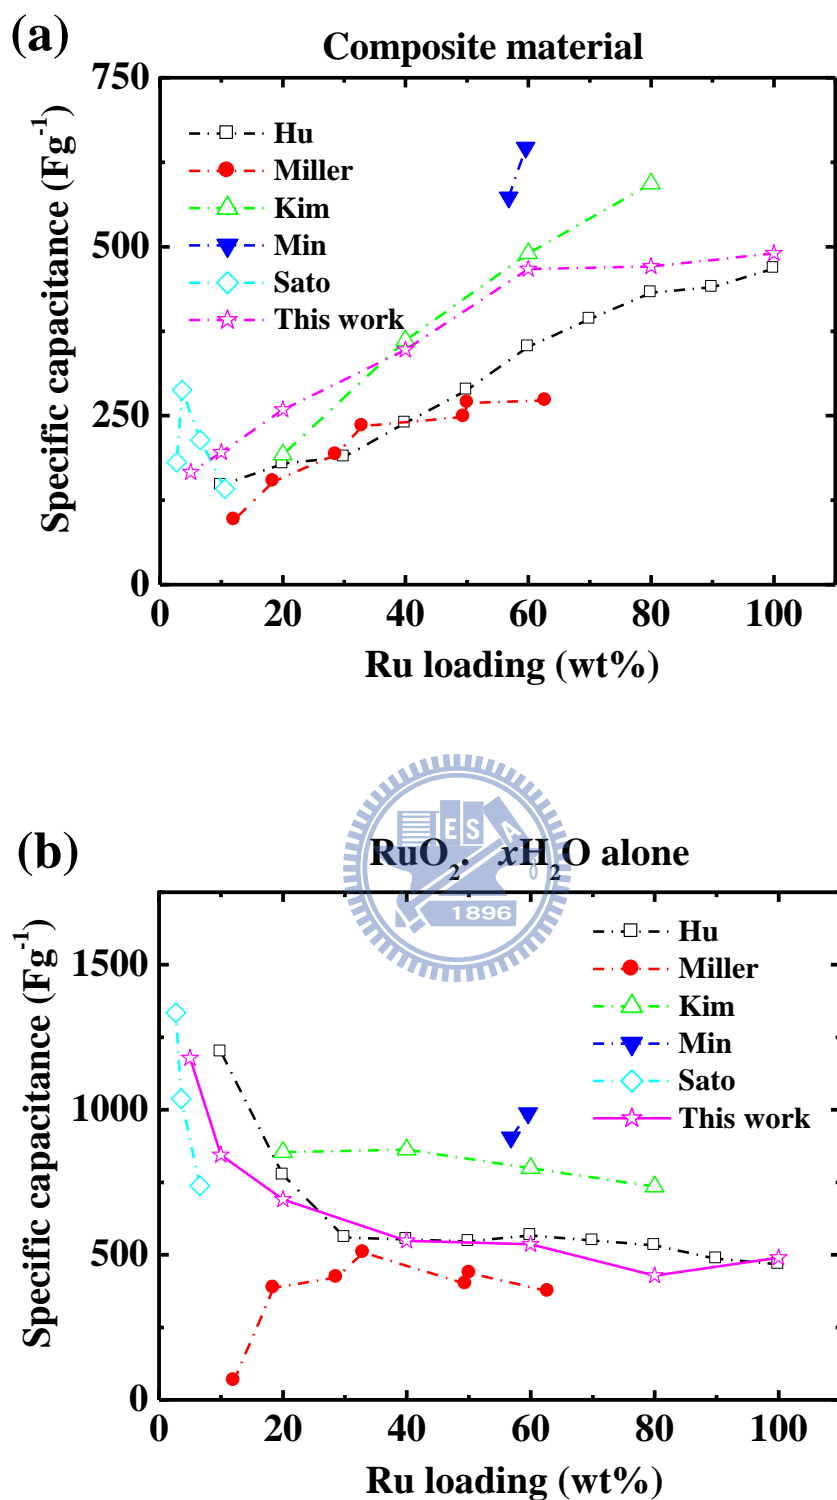 (a)
Composite material
Specific capacitance (Fg⁻¹)
750
500
250
0
Hu
Miller
Kim
Min
Sato
This work
0 20 40 60 80 100
Ru loading (wt%)
(b)
RuO₂. xH₂O alone
E S A
1896
Specific capacitance (Fg⁻¹)
1500
1000
500
0
Hu
Miller
Kim
Min
Sato
This work
0 20 40 60 80 100
Ru loading (wt%)